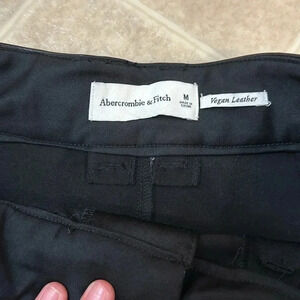 Abercrombie & Fitch
M
Vegan Leather